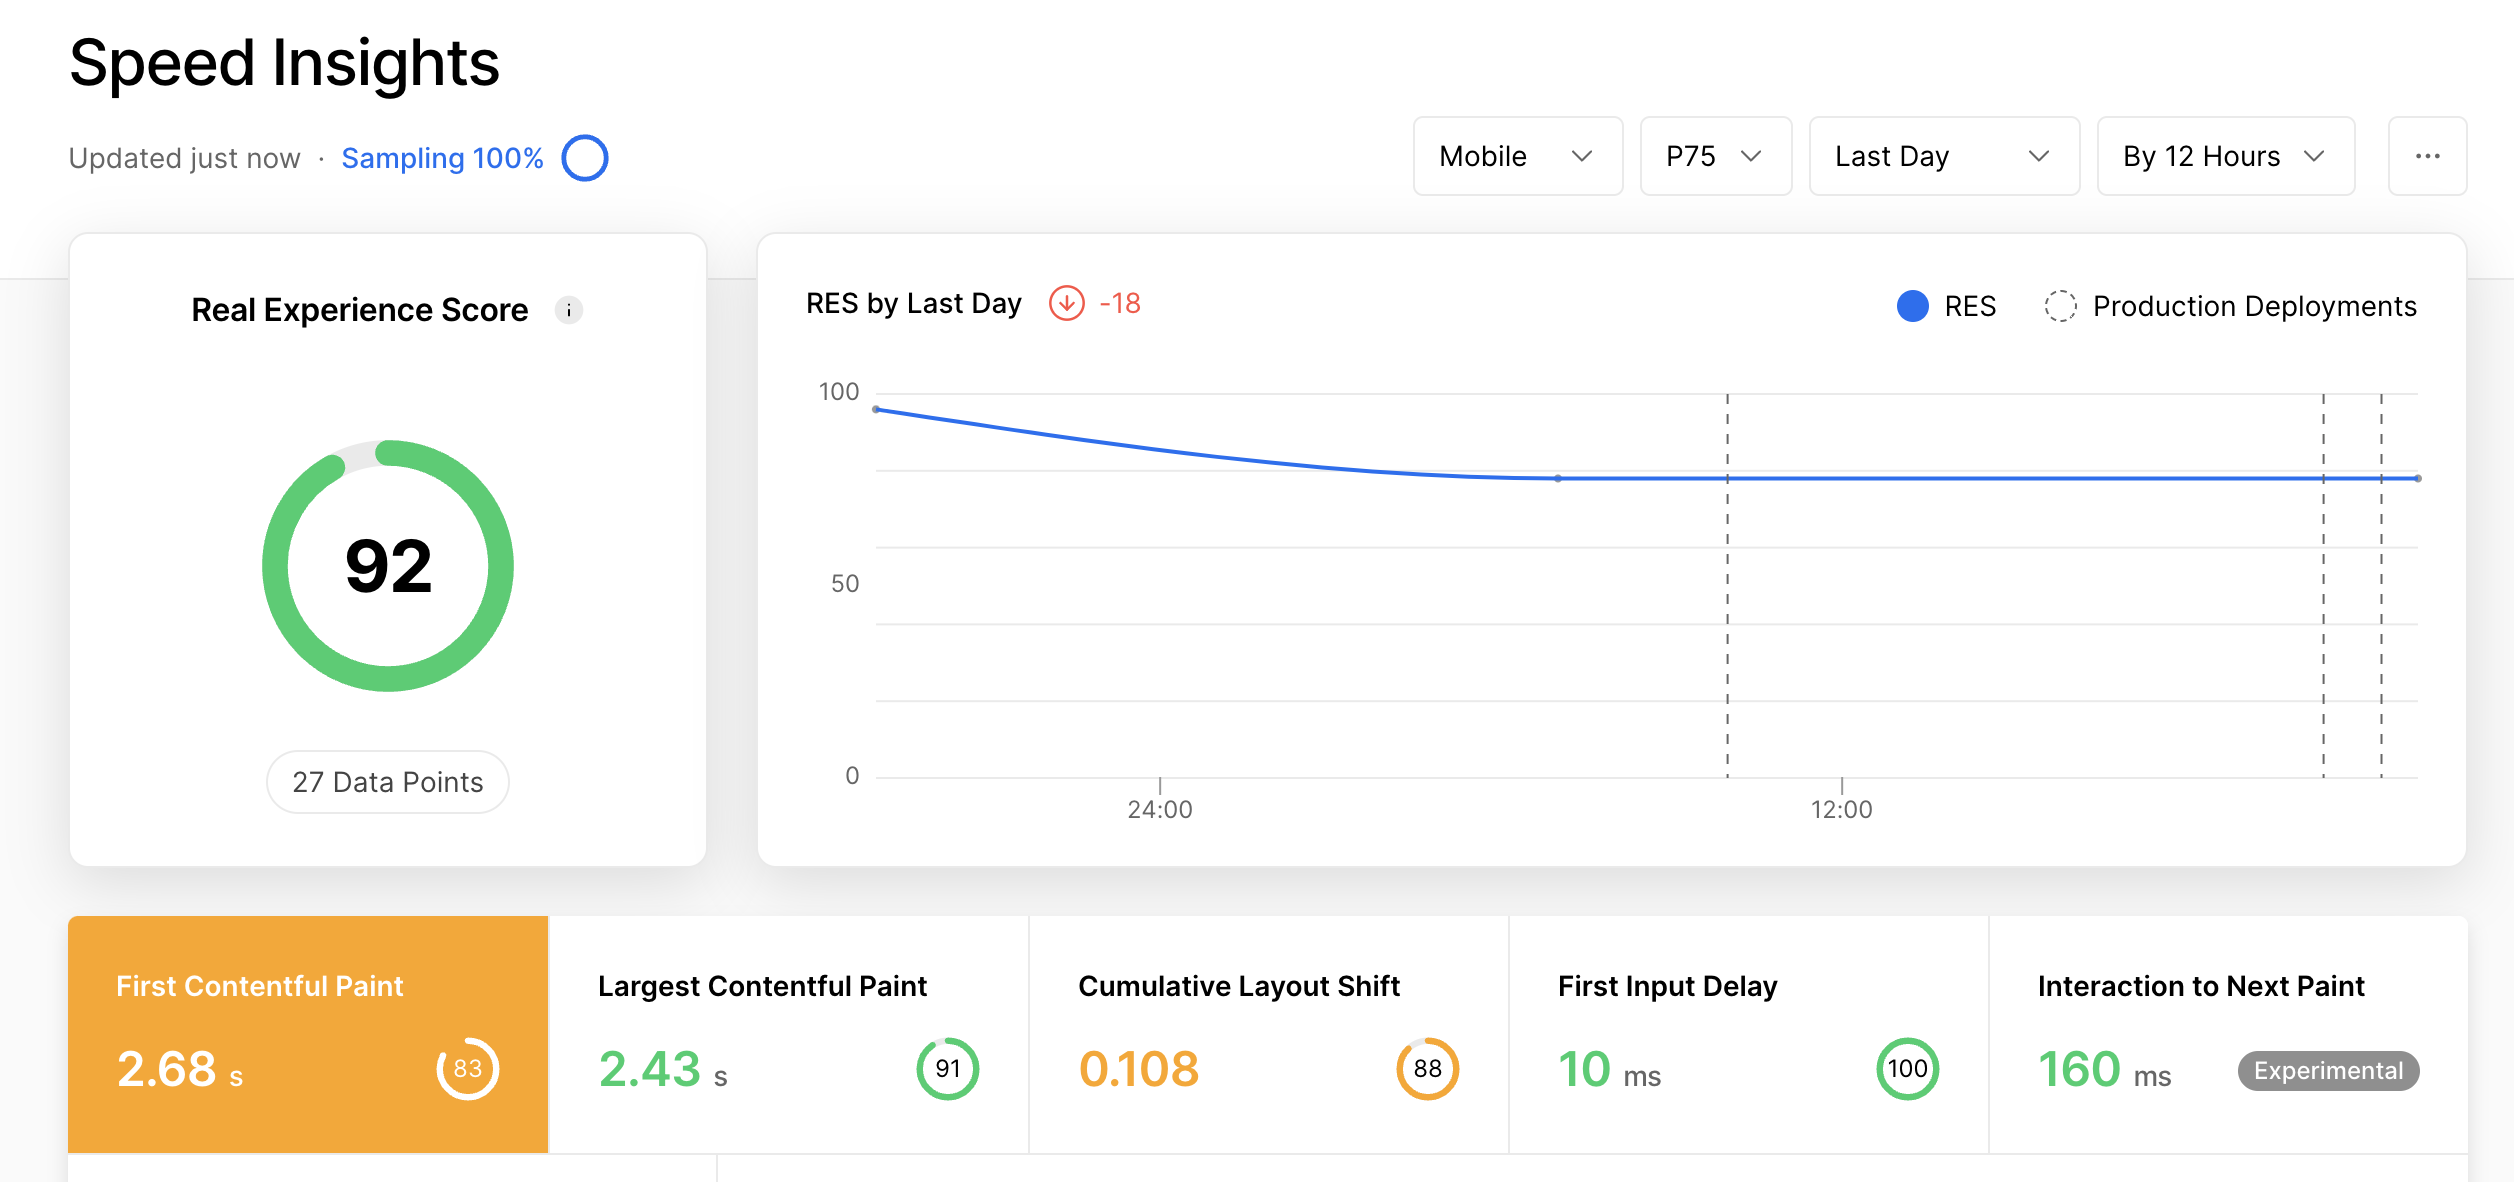 Speed Insights
Updated just now · Sampling 100%
Mobile
P75
Last Day
By 12 Hours
Real Experience Score
92
27 Data Points
RES by Last Day
-18
RES
Production Deployments
100
50
0
24:00
12:00
First Contentful Paint
2.68 s
83
Largest Contentful Paint
2.43 s
91
Cumulative Layout Shift
0.108
88
First Input Delay
10 ms
100
Interaction to Next Paint
160 ms
Experimental